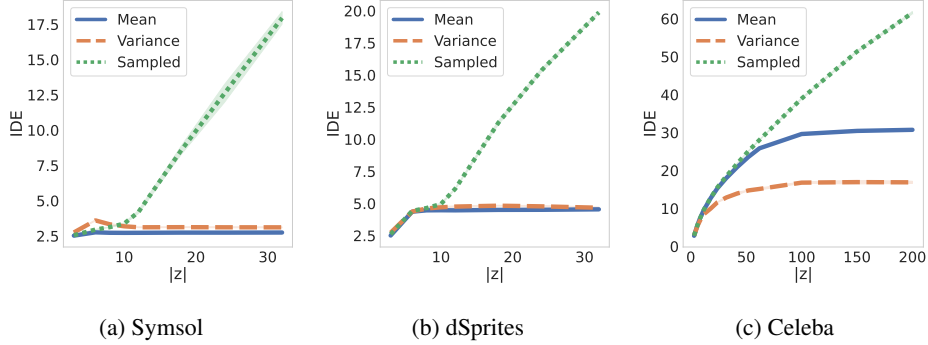 Mean
Variance
Sampled
17.5
15.0
12.5
10.0
7.5
5.0
2.5
IDE
10
20
30
|z|
(a) Symsol
Mean
Variance
Sampled
20.0
17.5
15.0
12.5
10.0
7.5
5.0
2.5
IDE
10
20
30
|z|
(b) dSprites
Mean
Variance
Sampled
60
50
40
30
20
10
0
IDE
0
50
100
150
200
|z|
(c) Celeba